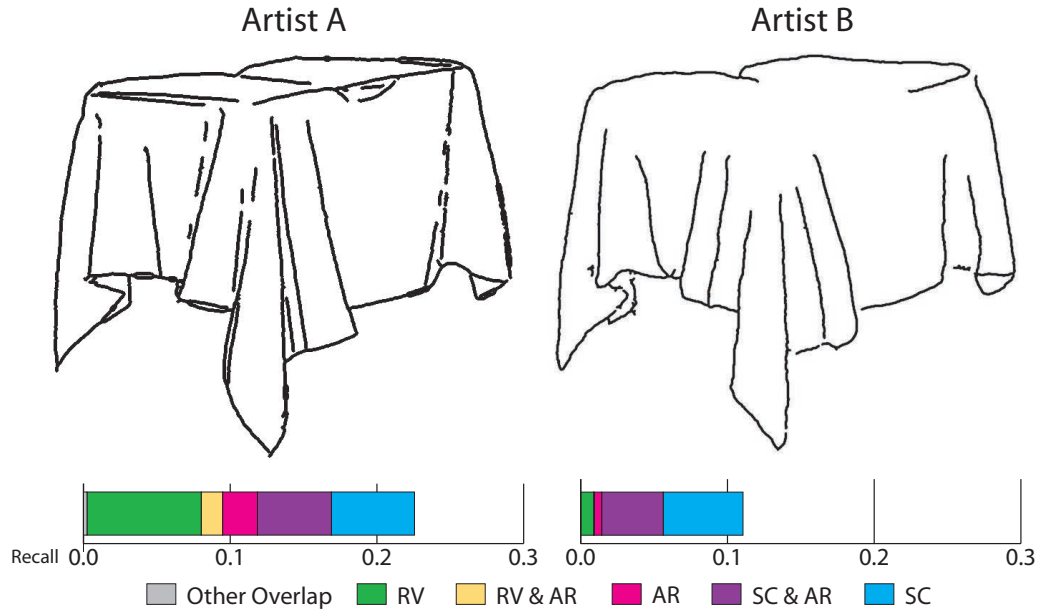 Artist A
Artist B
Recall 0.0 0.1 0.2 0.3
0.0 0.1 0.2 0.3
Other Overlap RV RV & AR AR SC & AR SC